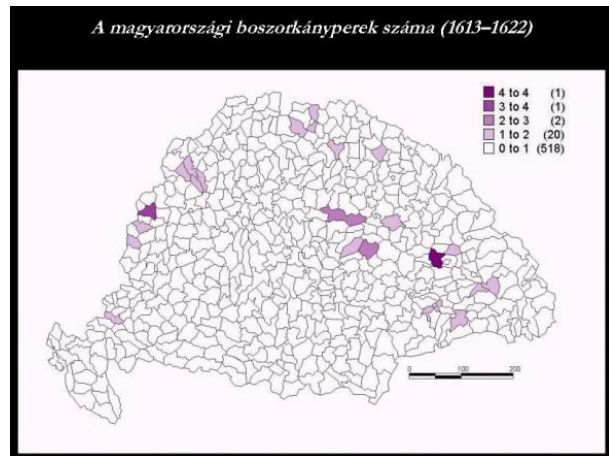 A magyarországi boszorkányperek száma (1613–1622)
4 to 4 (1)
3 to 4 (1)
2 to 3 (2)
1 to 2 (20)
0 to 1 (518)
0 100 200